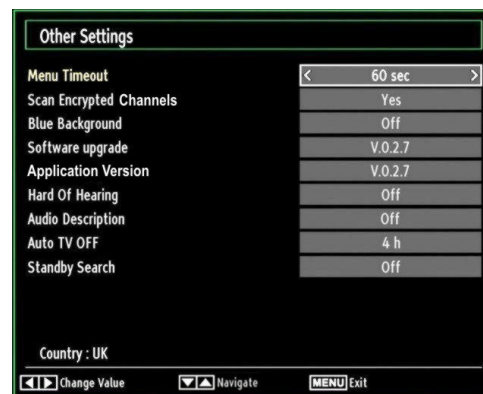 Other Settings
Menu Timeout < 60 sec >
Scan Encrypted Channels Yes
Blue Background Off
Software upgrade V.0.2.7
Application Version V.0.2.7
Hard Of Hearing Off
Audio Description Off
Auto TV OFF 4 h
Standby Search Off
Country : UK
Change Value Navigate MENU Exit